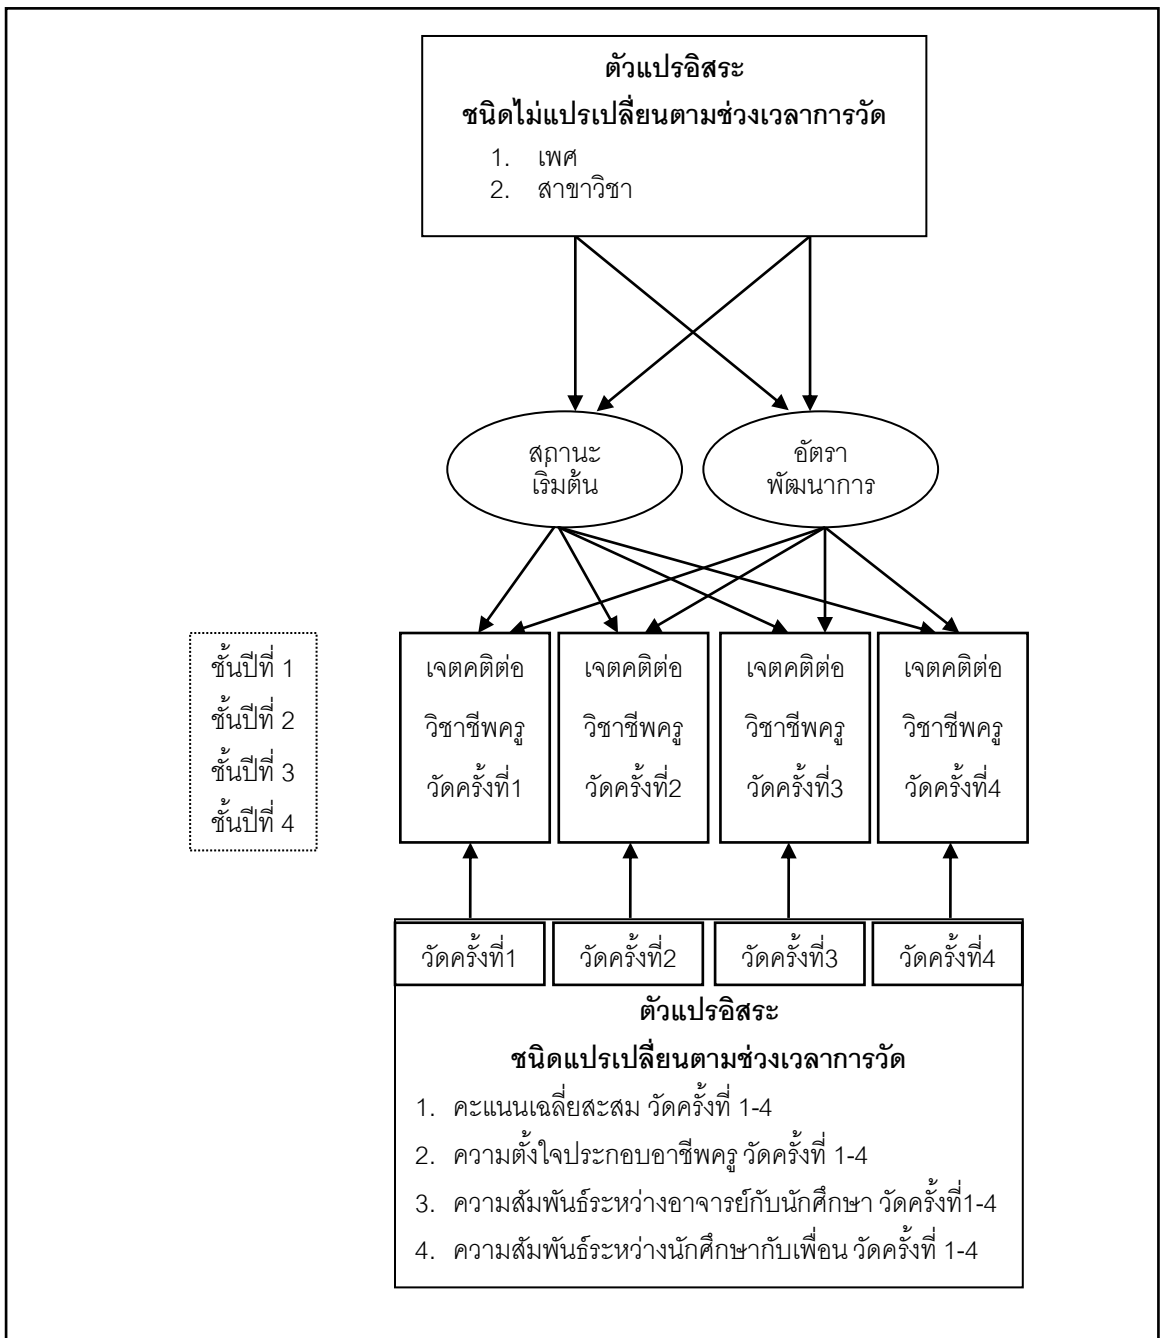 ตัวแปรอิสระ
ชนิดไม่แปรเปลี่ยนตามช่วงเวลาการวัด
1. เพศ
2. สาขาวิชา
สถานะ
เริ่มต้น
อัตรา
พัฒนาการ
ชั้นปีที่ 1
ชั้นปีที่ 2
ชั้นปีที่ 3
ชั้นปีที่ 4
เจตคติต่อ
วิชาชีพครู
วัดครั้งที่1
เจตคติต่อ
วิชาชีพครู
วัดครั้งที่2
เจตคติต่อ
วิชาชีพครู
วัดครั้งที่3
เจตคติต่อ
วิชาชีพครู
วัดครั้งที่4
วัดครั้งที่1
วัดครั้งที่2
วัดครั้งที่3
วัดครั้งที่4
ตัวแปรอิสระ
ชนิดแปรเปลี่ยนตามช่วงเวลาการวัด
1. คะแนนเฉลี่ยสะสม วัดครั้งที่ 1-4
2. ความตั้งใจประกอบอาชีพครู วัดครั้งที่ 1-4
3. ความสัมพันธ์ระหว่างอาจารย์กับนักศึกษา วัดครั้งที่1-4
4. ความสัมพันธ์ระหว่างนักศึกษากับเพื่อน วัดครั้งที่ 1-4